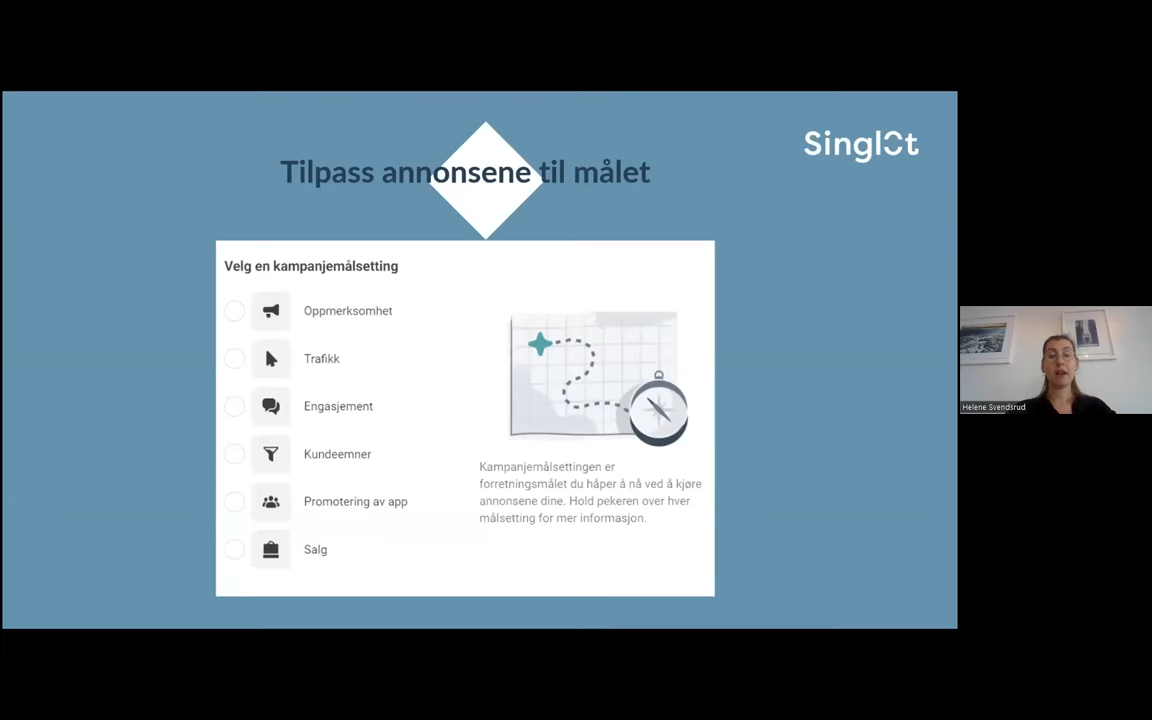 Tilpass annonsene til målet
Singlot
Velg en kampanjemålsetting
Oppmerksomhet
Trafikk
Engasjement
Kundeemner
Promotering av app
Salg
Kampanjemålsettingen er
forretningsmålet du håper å nå ved å kjøre
annonsene dine. Hold pekeren over hver
målsetting for mer informasjon.
Helene Svendsrud